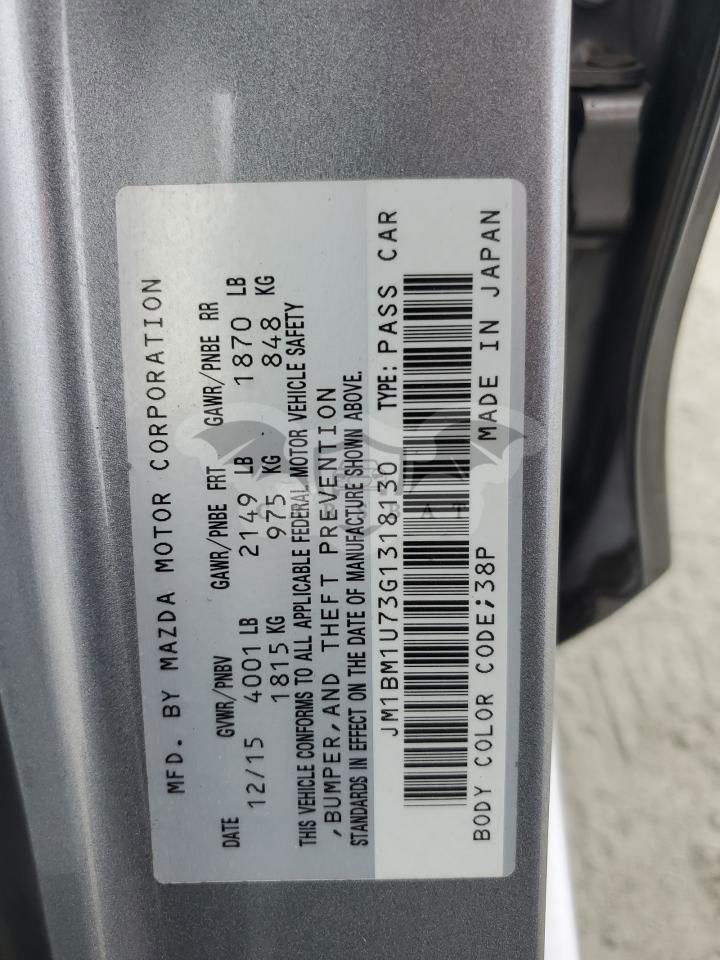 MFD. BY MAZDA MOTOR CORPORATION
DATE GVWR/PNBV GAWR/PNBE FRT GAWR/PNBE RR
12/15 4001 LB 2149 LB 1870 LB
1815 KG 975 KG 848 KG
THIS VEHICLE CONFORMS TO ALL APPLICABLE FEDERAL MOTOR VEHICLE SAFETY
,BUMPER,AND THEFT PREVENTION
STANDARDS IN EFFECT ON THE DATE OF MANUFACTURE SHOWN ABOVE.
JM1BM1U73G1318130 TYPE: PASS CAR
BODY COLOR CODE;38P MADE IN JAPAN